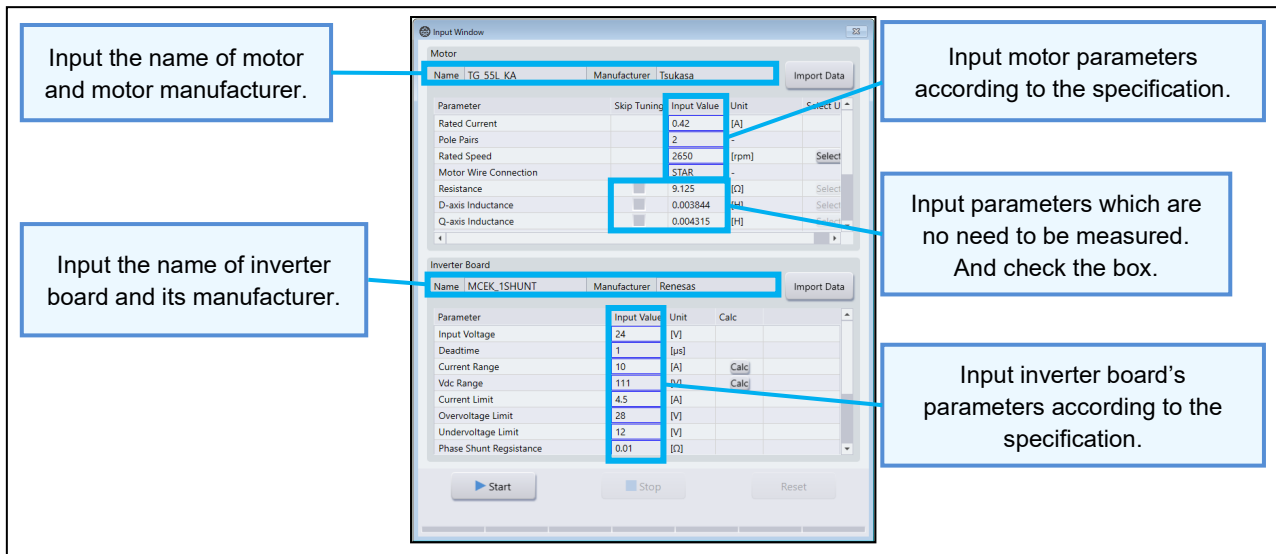 Input the name of motor
and motor manufacturer.
Input the name of inverter
board and its manufacturer.
Input Window
Motor
Name TG_55L_KA Manufacturer Tsukasa Import Data
Parameter Skip Tuning Input Value Unit Select U
Rated Current 0.42 [A]
Pole Pairs 2 -
Rated Speed 2650 [rpm] Select
Motor Wire Connection STAR -
Resistance 9.125 [Ω] Select
D-axis Inductance 0.003844 [H] Select
Q-axis Inductance 0.004315 [H] Select
Inverter Board
Name MCEK_1SHUNT Manufacturer Renesas Import Data
Parameter Input Value Unit Calc
Input Voltage 24 [V]
Deadtime 1 [µs]
Current Range 10 [A] Calc
Vdc Range 111 [V] Calc
Current Limit 4.5 [A]
Overvoltage Limit 28 [V]
Undervoltage Limit 12 [V]
Phase Shunt Regsistance 0.01 [Ω]
Start Stop Reset
Input motor parameters
according to the specification.
Input parameters which are
no need to be measured.
And check the box.
Input inverter board’s
parameters according to the
specification.